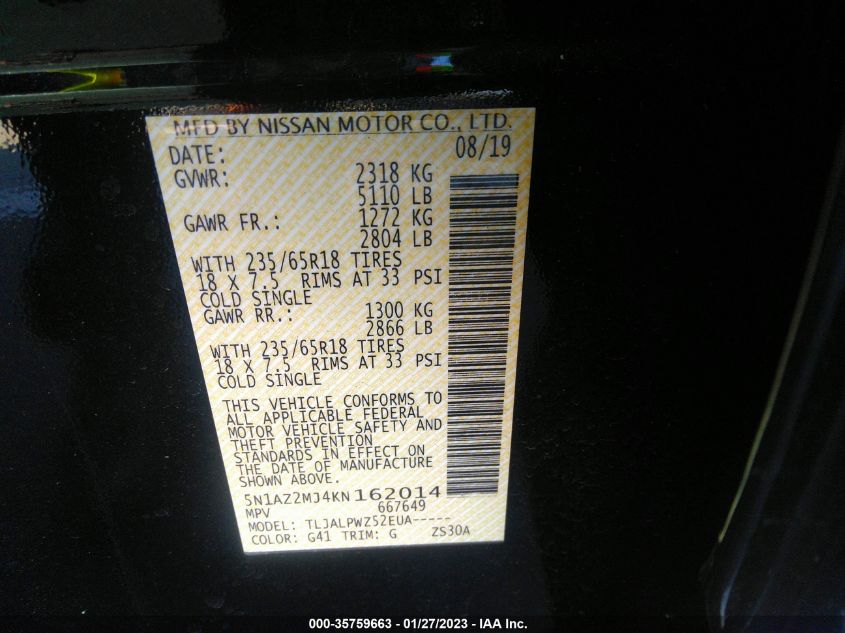 MFD BY NISSAN MOTOR CO., LTD.
DATE: 08/19
GVWR: 2318 KG
5110 LB
GAWR FR.: 1272 KG
2804 LB
WITH 235/65R18 TIRES
18 X 7.5 RIMS AT 33 PSI
COLD SINGLE
GAWR RR.: 1300 KG
2866 LB
WITH 235/65R18 TIRES
18 X 7.5 RIMS AT 33 PSI
COLD SINGLE
THIS VEHICLE CONFORMS TO
ALL APPLICABLE FEDERAL
MOTOR VEHICLE SAFETY AND
THEFT PREVENTION
STANDARDS IN EFFECT ON
THE DATE OF MANUFACTURE
SHOWN ABOVE.
5N1AZ2MJ4KN162014
MPV 667649
MODEL: TLJALPWZ52EUA-----
COLOR: G41 TRIM: G ZS30A
000-35759663 - 01/27/2023 - IAA Inc.